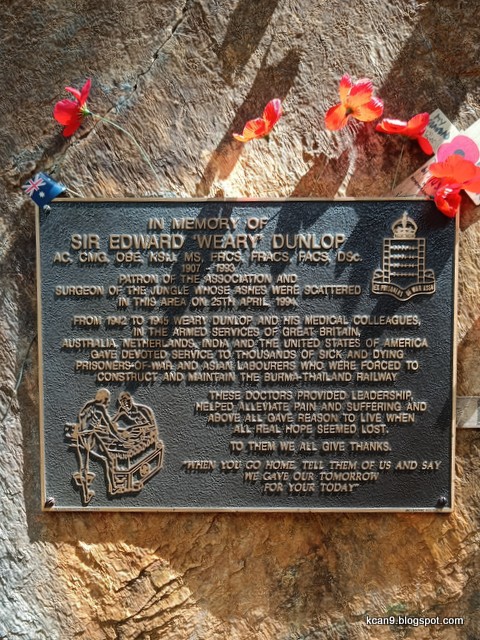 IN MEMORY OF
SIR EDWARD 'WEARY' DUNLOP
AC, CMG, OBE, MS, FRCS, FRACS, FACS, DSc.
1907 - 1993
PATRON OF THE ASSOCIATION AND
SURGEON OF THE JUNGLE WHOSE ASHES WERE SCATTERED
IN THIS AREA ON 25TH APRIL 1994.
FROM 1942 TO 1945 WEARY DUNLOP AND HIS MEDICAL COLLEAGUES,
IN THE ARMED SERVICES OF GREAT BRITAIN,
AUSTRALIA, NETHERLANDS, INDIA AND THE UNITED STATES OF AMERICA
GAVE DEVOTED SERVICE TO THOUSANDS OF SICK AND DYING
PRISONERS-OF-WAR AND ASIAN LABOURERS WHO WERE FORCED TO
CONSTRUCT AND MAINTAIN THE BURMA-THAILAND RAILWAY
THESE DOCTORS PROVIDED LEADERSHIP,
HELPED ALLEVIATE PAIN AND SUFFERING AND
ABOVE ALL GAVE REASON TO LIVE WHEN
ALL REAL HOPE SEEMED LOST.
TO THEM WE ALL GIVE THANKS.
"WHEN YOU GO HOME, TELL THEM OF US AND SAY
WE GAVE OUR TOMORROW
FOR YOUR TODAY"
kcan9.blogspot.com